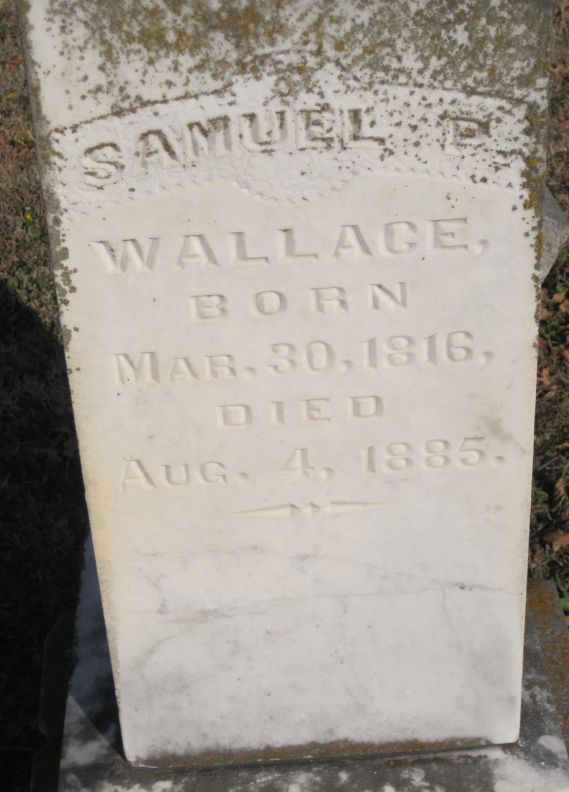 SAMUEL P.
WALLACE,
BORN
MAR. 30, 1816,
DIED
AUG. 4, 1885.